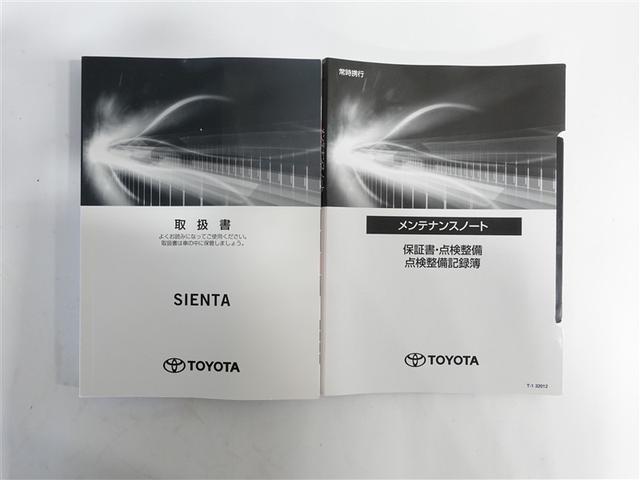 取扱書
よくお読みになってご使用ください。
取扱書は車の中に保管しましょう。
SIENTA
TOYOTA
常時携行
メンテナンスノート
保証書・点検整備
点検整備記録簿
TOYOTA
T-1 32012